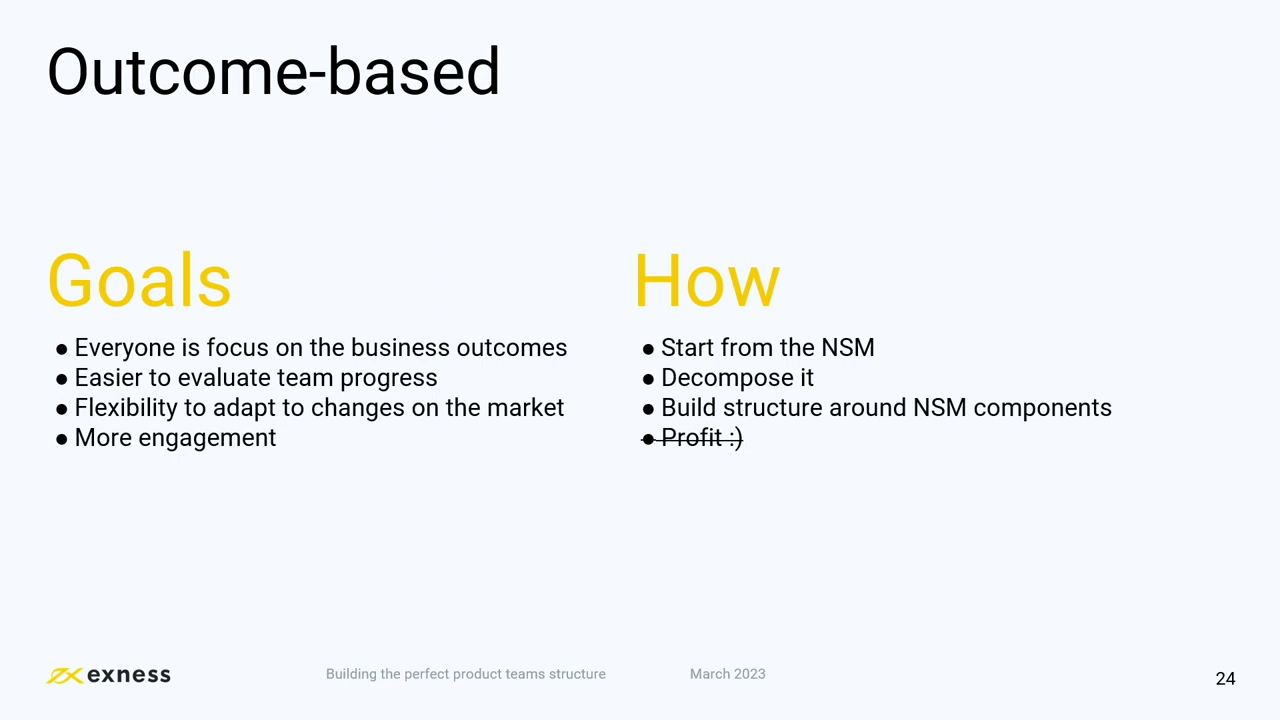 Outcome-based
Goals
● Everyone is focus on the business outcomes
● Easier to evaluate team progress
● Flexibility to adapt to changes on the market
● More engagement
How
● Start from the NSM
● Decompose it
● Build structure around NSM components
● Profit :)
exness
Building the perfect product teams structure
March 2023
24